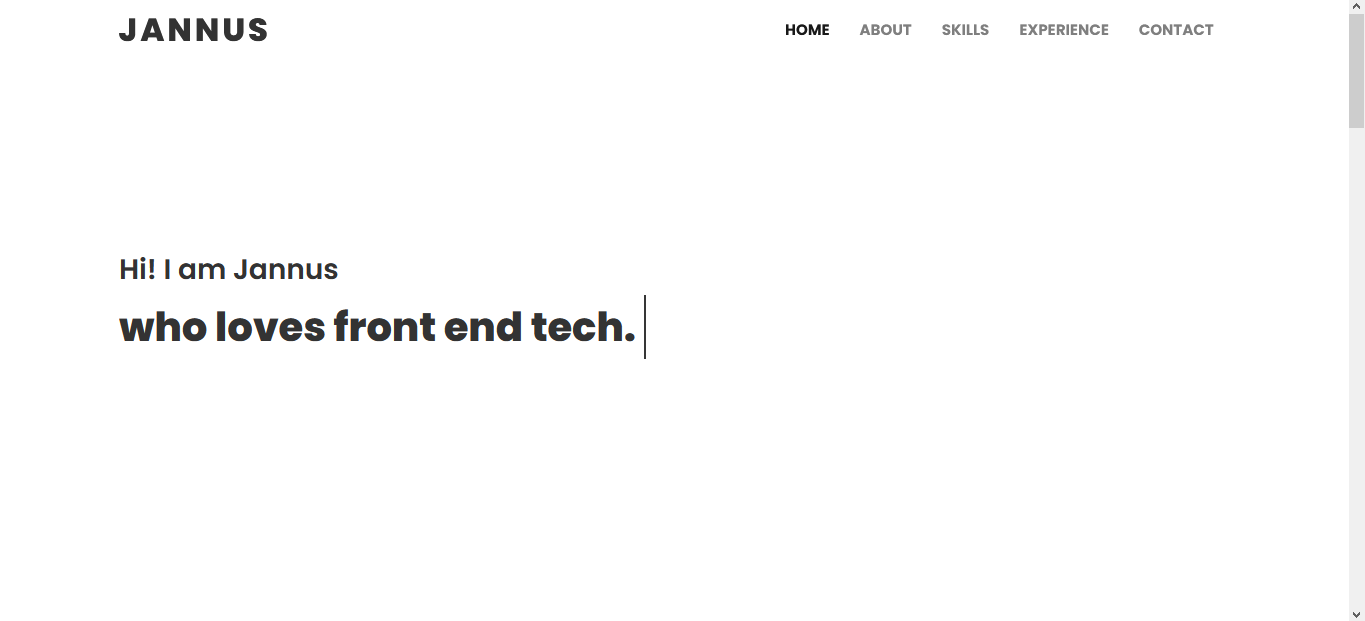 JANNUS
HOME ABOUT SKILLS EXPERIENCE CONTACT
Hi! I am Jannus
who loves front end tech.